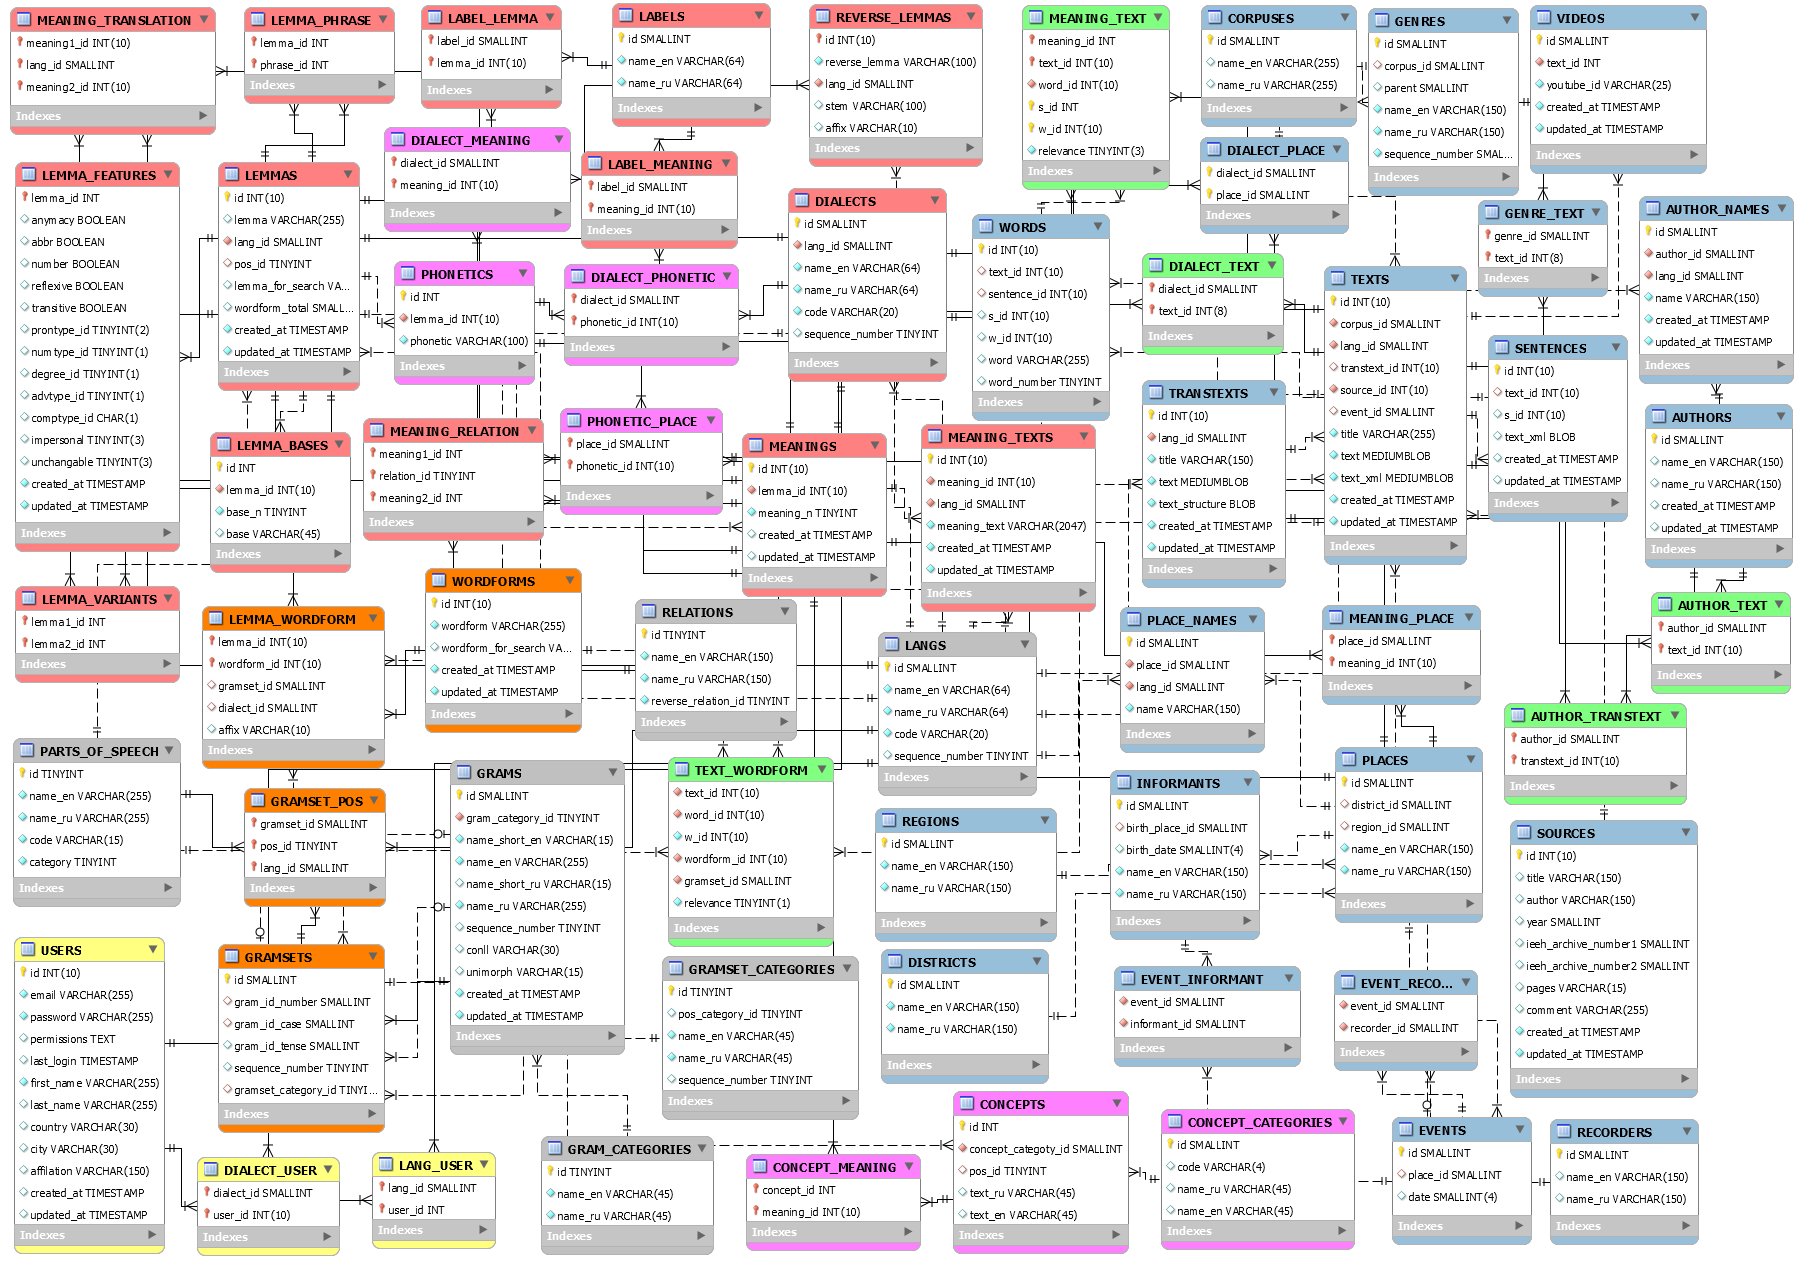 MEANING_TRANSLATION
meaning1_id INT(10)
lang_id SMALLINT
meaning2_id INT(10)
Indexes
LEMMA_PHRASE
lemma_id INT
phrase_id INT
Indexes
LABEL_LEMMA
label_id SMALLINT
lemma_id INT(10)
Indexes
LABELS
id SMALLINT
name_en VARCHAR(64)
name_ru VARCHAR(64)
Indexes
REVERSE_LEMMAS
id INT(10)
reverse_lemma VARCHAR(100)
lang_id SMALLINT
stem VARCHAR(100)
affix VARCHAR(10)
Indexes
MEANING_TEXT
meaning_id INT
text_id INT(10)
word_id INT(10)
s_id INT
w_id INT(10)
relevance TINYINT(3)
Indexes
CORPUSES
id SMALLINT
name_en VARCHAR(255)
name_ru VARCHAR(255)
Indexes
GENRES
id SMALLINT
corpus_id SMALLINT
parent SMALLINT
name_en VARCHAR(150)
name_ru VARCHAR(150)
sequence_number SMAL...
Indexes
VIDEOS
id SMALLINT
text_id INT
youtube_id VARCHAR(25)
created_at TIMESTAMP
updated_at TIMESTAMP
Indexes
LEMMA_FEATURES
lemma_id INT
anymacy BOOLEAN
abbr BOOLEAN
number BOOLEAN
reflexive BOOLEAN
transitive BOOLEAN
prontype_id TINYINT(2)
numtype_id TINYINT(1)
degree_id TINYINT(1)
advtype_id TINYINT(1)
comptype_id CHAR(1)
impersonal TINYINT(3)
unchangable TINYINT(3)
created_at TIMESTAMP
updated_at TIMESTAMP
Indexes
LEMMAS
id INT(10)
lemma VARCHAR(255)
lang_id SMALLINT
pos_id TINYINT
lemma_for_search VA...
wordform_total SMALL...
created_at TIMESTAMP
updated_at TIMESTAMP
Indexes
DIALECT_MEANING
dialect_id SMALLINT
meaning_id INT(10)
Indexes
LABEL_MEANING
label_id SMALLINT
meaning_id INT(10)
Indexes
DIALECTS
id SMALLINT
lang_id SMALLINT
name_en VARCHAR(64)
name_ru VARCHAR(64)
code VARCHAR(20)
sequence_number TINYINT
Indexes
WORDS
id INT(10)
text_id INT(10)
sentence_id INT(10)
s_id INT(10)
w_id INT(10)
word VARCHAR(255)
word_number TINYINT
Indexes
DIALECT_PLACE
dialect_id SMALLINT
place_id SMALLINT
Indexes
GENRE_TEXT
genre_id SMALLINT
text_id INT(8)
Indexes
AUTHOR_NAMES
id SMALLINT
author_id SMALLINT
lang_id SMALLINT
name VARCHAR(150)
created_at TIMESTAMP
updated_at TIMESTAMP
Indexes
PHONETICS
id INT
lemma_id INT(10)
phonetic VARCHAR(100)
Indexes
DIALECT_PHONETIC
dialect_id SMALLINT
phonetic_id INT(10)
Indexes
DIALECT_TEXT
dialect_id SMALLINT
text_id INT(8)
Indexes
TEXTS
id INT(10)
corpus_id SMALLINT
lang_id SMALLINT
transtext_id INT(10)
source_id INT(10)
event_id SMALLINT
title VARCHAR(255)
text MEDIUMBLOB
text_xml MEDIUMBLOB
created_at TIMESTAMP
updated_at TIMESTAMP
Indexes
SENTENCES
id INT(10)
text_id INT(10)
s_id INT(10)
text_xml BLOB
created_at TIMESTAMP
updated_at TIMESTAMP
Indexes
AUTHORS
id SMALLINT
name_en VARCHAR(150)
name_ru VARCHAR(150)
created_at TIMESTAMP
updated_at TIMESTAMP
Indexes
LEMMA_BASES
id INT
lemma_id INT(10)
base_n TINYINT
base VARCHAR(45)
Indexes
MEANING_RELATION
meaning1_id INT
relation_id TINYINT
meaning2_id INT
Indexes
PHONETIC_PLACE
place_id SMALLINT
phonetic_id INT(10)
Indexes
MEANINGS
id INT(10)
lemma_id INT(10)
meaning_n TINYINT
created_at TIMESTAMP
updated_at TIMESTAMP
Indexes
MEANING_TEXTS
id INT(10)
meaning_id INT(10)
lang_id SMALLINT
meaning_text VARCHAR(2047)
created_at TIMESTAMP
updated_at TIMESTAMP
Indexes
TRANSTEXTS
id INT(10)
lang_id SMALLINT
title VARCHAR(150)
text MEDIUMBLOB
text_structure BLOB
created_at TIMESTAMP
updated_at TIMESTAMP
Indexes
LEMMA_VARIANTS
lemma1_id INT
lemma2_id INT
Indexes
LEMMA_WORDFORM
lemma_id INT(10)
wordform_id INT(10)
gramset_id SMALLINT
dialect_id SMALLINT
affix VARCHAR(10)
Indexes
WORDFORMS
id INT(10)
wordform VARCHAR(255)
wordform_for_search VA...
created_at TIMESTAMP
updated_at TIMESTAMP
Indexes
RELATIONS
id TINYINT
name_en VARCHAR(150)
name_ru VARCHAR(150)
reverse_relation_id TINYINT
Indexes
LANGS
id SMALLINT
name_en VARCHAR(64)
name_ru VARCHAR(64)
code VARCHAR(20)
sequence_number TINYINT
Indexes
PLACE_NAMES
id SMALLINT
place_id SMALLINT
lang_id SMALLINT
name VARCHAR(150)
Indexes
MEANING_PLACE
place_id SMALLINT
meaning_id INT(10)
Indexes
AUTHOR_TEXT
author_id SMALLINT
text_id INT(10)
Indexes
AUTHOR_TRANSTEXT
author_id SMALLINT
transtext_id INT(10)
Indexes
PARTS_OF_SPEECH
id TINYINT
name_en VARCHAR(255)
name_ru VARCHAR(255)
code VARCHAR(15)
category TINYINT
Indexes
GRAMSET_POS
gramset_id SMALLINT
pos_id TINYINT
lang_id SMALLINT
Indexes
GRAMS
id SMALLINT
gram_category_id TINYINT
name_short_en VARCHAR(15)
name_en VARCHAR(255)
name_short_ru VARCHAR(15)
name_ru VARCHAR(255)
sequence_number TINYINT
conll VARCHAR(30)
unimorph VARCHAR(15)
created_at TIMESTAMP
updated_at TIMESTAMP
Indexes
TEXT_WORDFORM
text_id INT(10)
word_id INT(10)
w_id INT(10)
wordform_id INT(10)
gramset_id SMALLINT
relevance TINYINT(1)
Indexes
REGIONS
id SMALLINT
name_en VARCHAR(150)
name_ru VARCHAR(150)
Indexes
INFORMANTS
id SMALLINT
birth_place_id SMALLINT
birth_date SMALLINT(4)
name_en VARCHAR(150)
name_ru VARCHAR(150)
Indexes
PLACES
id SMALLINT
district_id SMALLINT
region_id SMALLINT
name_en VARCHAR(150)
name_ru VARCHAR(150)
Indexes
SOURCES
id INT(10)
title VARCHAR(150)
author VARCHAR(150)
year SMALLINT
ieeh_archive_number1 SMALLINT
ieeh_archive_number2 SMALLINT
pages VARCHAR(15)
comment VARCHAR(255)
created_at TIMESTAMP
updated_at TIMESTAMP
Indexes
USERS
id INT(10)
email VARCHAR(255)
password VARCHAR(255)
permissions TEXT
last_login TIMESTAMP
first_name VARCHAR(255)
last_name VARCHAR(255)
country VARCHAR(30)
city VARCHAR(30)
affilation VARCHAR(150)
created_at TIMESTAMP
updated_at TIMESTAMP
Indexes
GRAMSETS
id SMALLINT
gram_id_number SMALLINT
gram_id_case SMALLINT
gram_id_tense SMALLINT
sequence_number TINYINT
gramset_category_id TINYI...
Indexes
GRAMSET_CATEGORIES
id TINYINT
pos_category_id TINYINT
name_en VARCHAR(45)
name_ru VARCHAR(45)
sequence_number TINYINT
Indexes
DISTRICTS
id SMALLINT
name_en VARCHAR(150)
name_ru VARCHAR(150)
Indexes
EVENT_INFORMANT
event_id SMALLINT
informant_id SMALLINT
Indexes
EVENT_RECO...
event_id SMALLINT
recorder_id SMALLINT
Indexes
DIALECT_USER
dialect_id SMALLINT
user_id INT(10)
Indexes
LANG_USER
lang_id SMALLINT
user_id INT
Indexes
GRAM_CATEGORIES
id TINYINT
name_en VARCHAR(45)
name_ru VARCHAR(45)
Indexes
CONCEPT_MEANING
concept_id INT
meaning_id INT(10)
Indexes
CONCEPTS
id INT
concept_categoty_id SMALLINT
pos_id TINYINT
text_ru VARCHAR(45)
text_en VARCHAR(45)
Indexes
CONCEPT_CATEGORIES
id SMALLINT
code VARCHAR(4)
name_ru VARCHAR(45)
name_en VARCHAR(45)
Indexes
EVENTS
id SMALLINT
place_id SMALLINT
date SMALLINT(4)
Indexes
RECORDERS
id SMALLINT
name_en VARCHAR(150)
name_ru VARCHAR(150)
Indexes